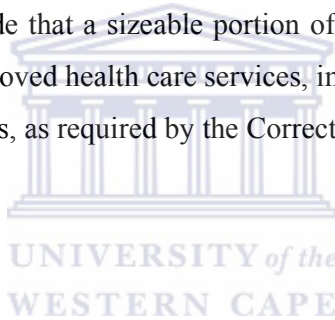 de that a sizeable portion of
oved health care services, in
s, as required by the Correct
UNIVERSITY of the
WESTERN CAPE